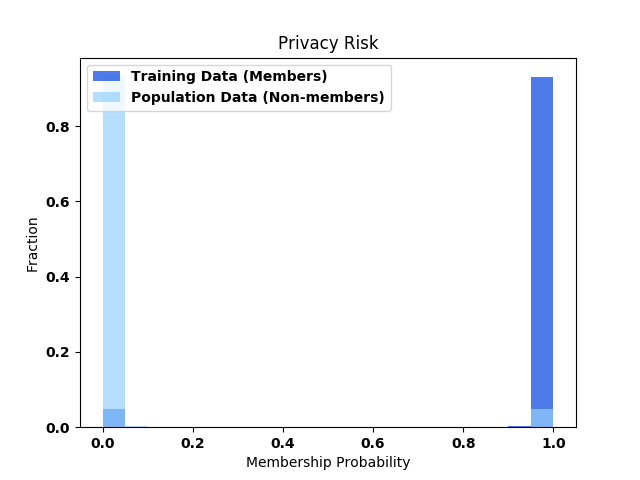 Privacy Risk
Training Data (Members)
Population Data (Non-members)
0.8
0.6
0.4
0.2
0.0
Fraction
0.0 0.2 0.4 0.6 0.8 1.0
Membership Probability